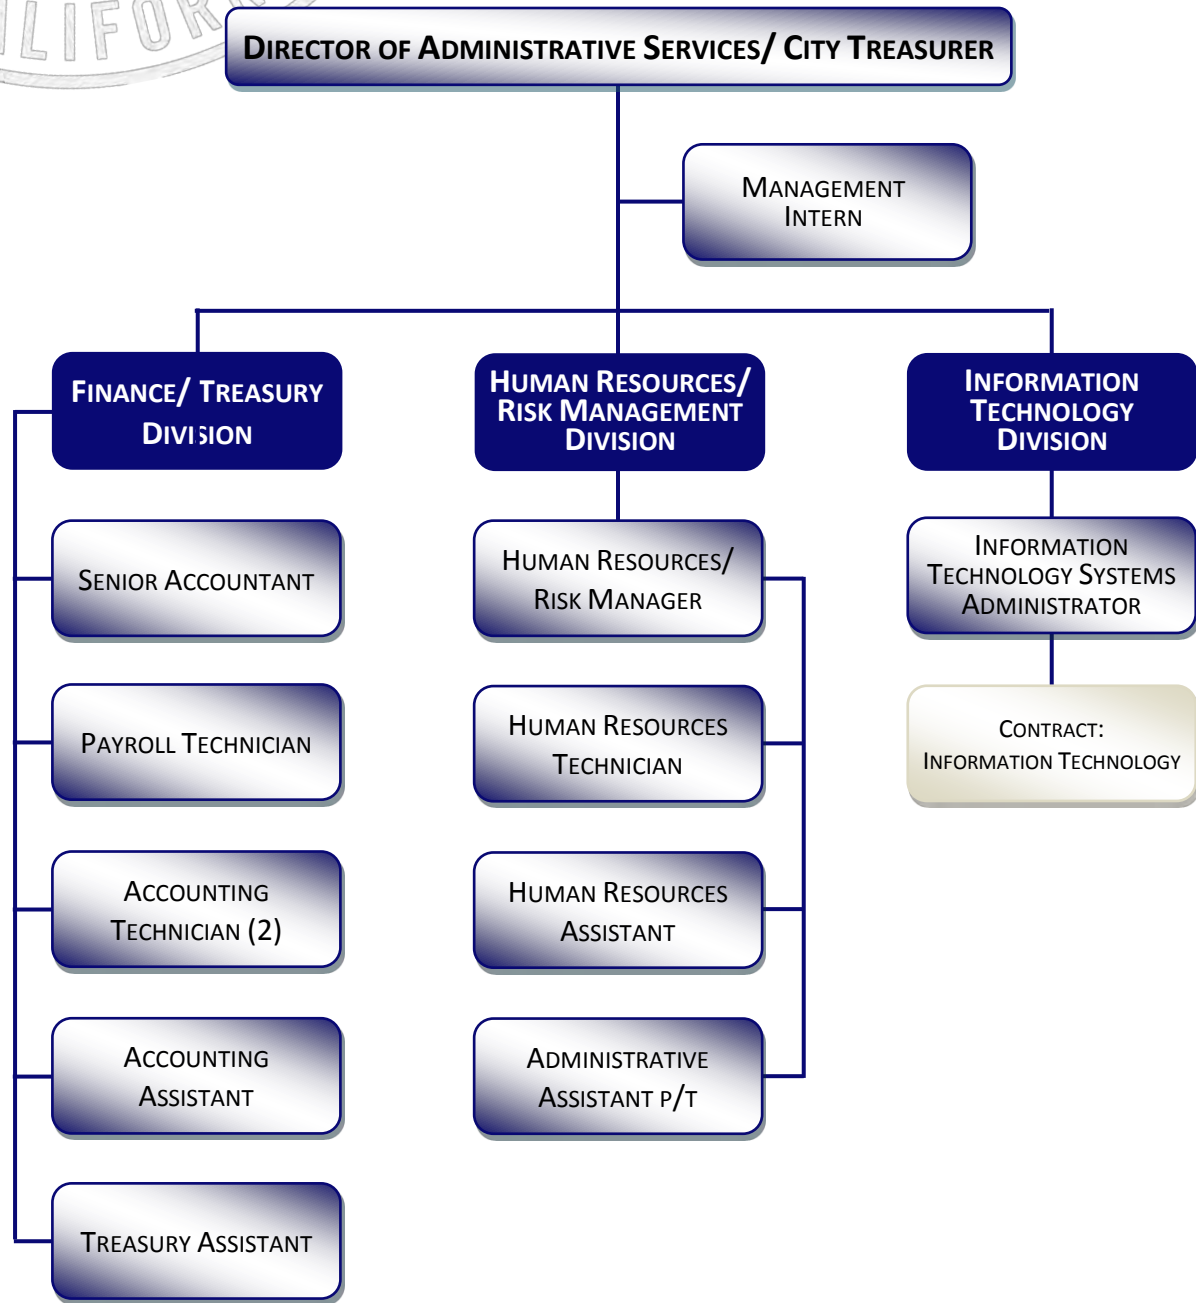 DIRECTOR OF ADMINISTRATIVE SERVICES/ CITY TREASURER
MANAGEMENT
INTERN
FINANCE/ TREASURY
DIVISION
SENIOR ACCOUNTANT
PAYROLL TECHNICIAN
ACCOUNTING
TECHNICIAN (2)
ACCOUNTING
ASSISTANT
TREASURY ASSISTANT
HUMAN RESOURCES/
RISK MANAGEMENT
DIVISION
HUMAN RESOURCES/
RISK MANAGER
HUMAN RESOURCES
TECHNICIAN
HUMAN RESOURCES
ASSISTANT
ADMINISTRATIVE
ASSISTANT P/T
INFORMATION
TECHNOLOGY
DIVISION
INFORMATION
TECHNOLOGY SYSTEMS
ADMINISTRATOR
CONTRACT:
INFORMATION TECHNOLOGY